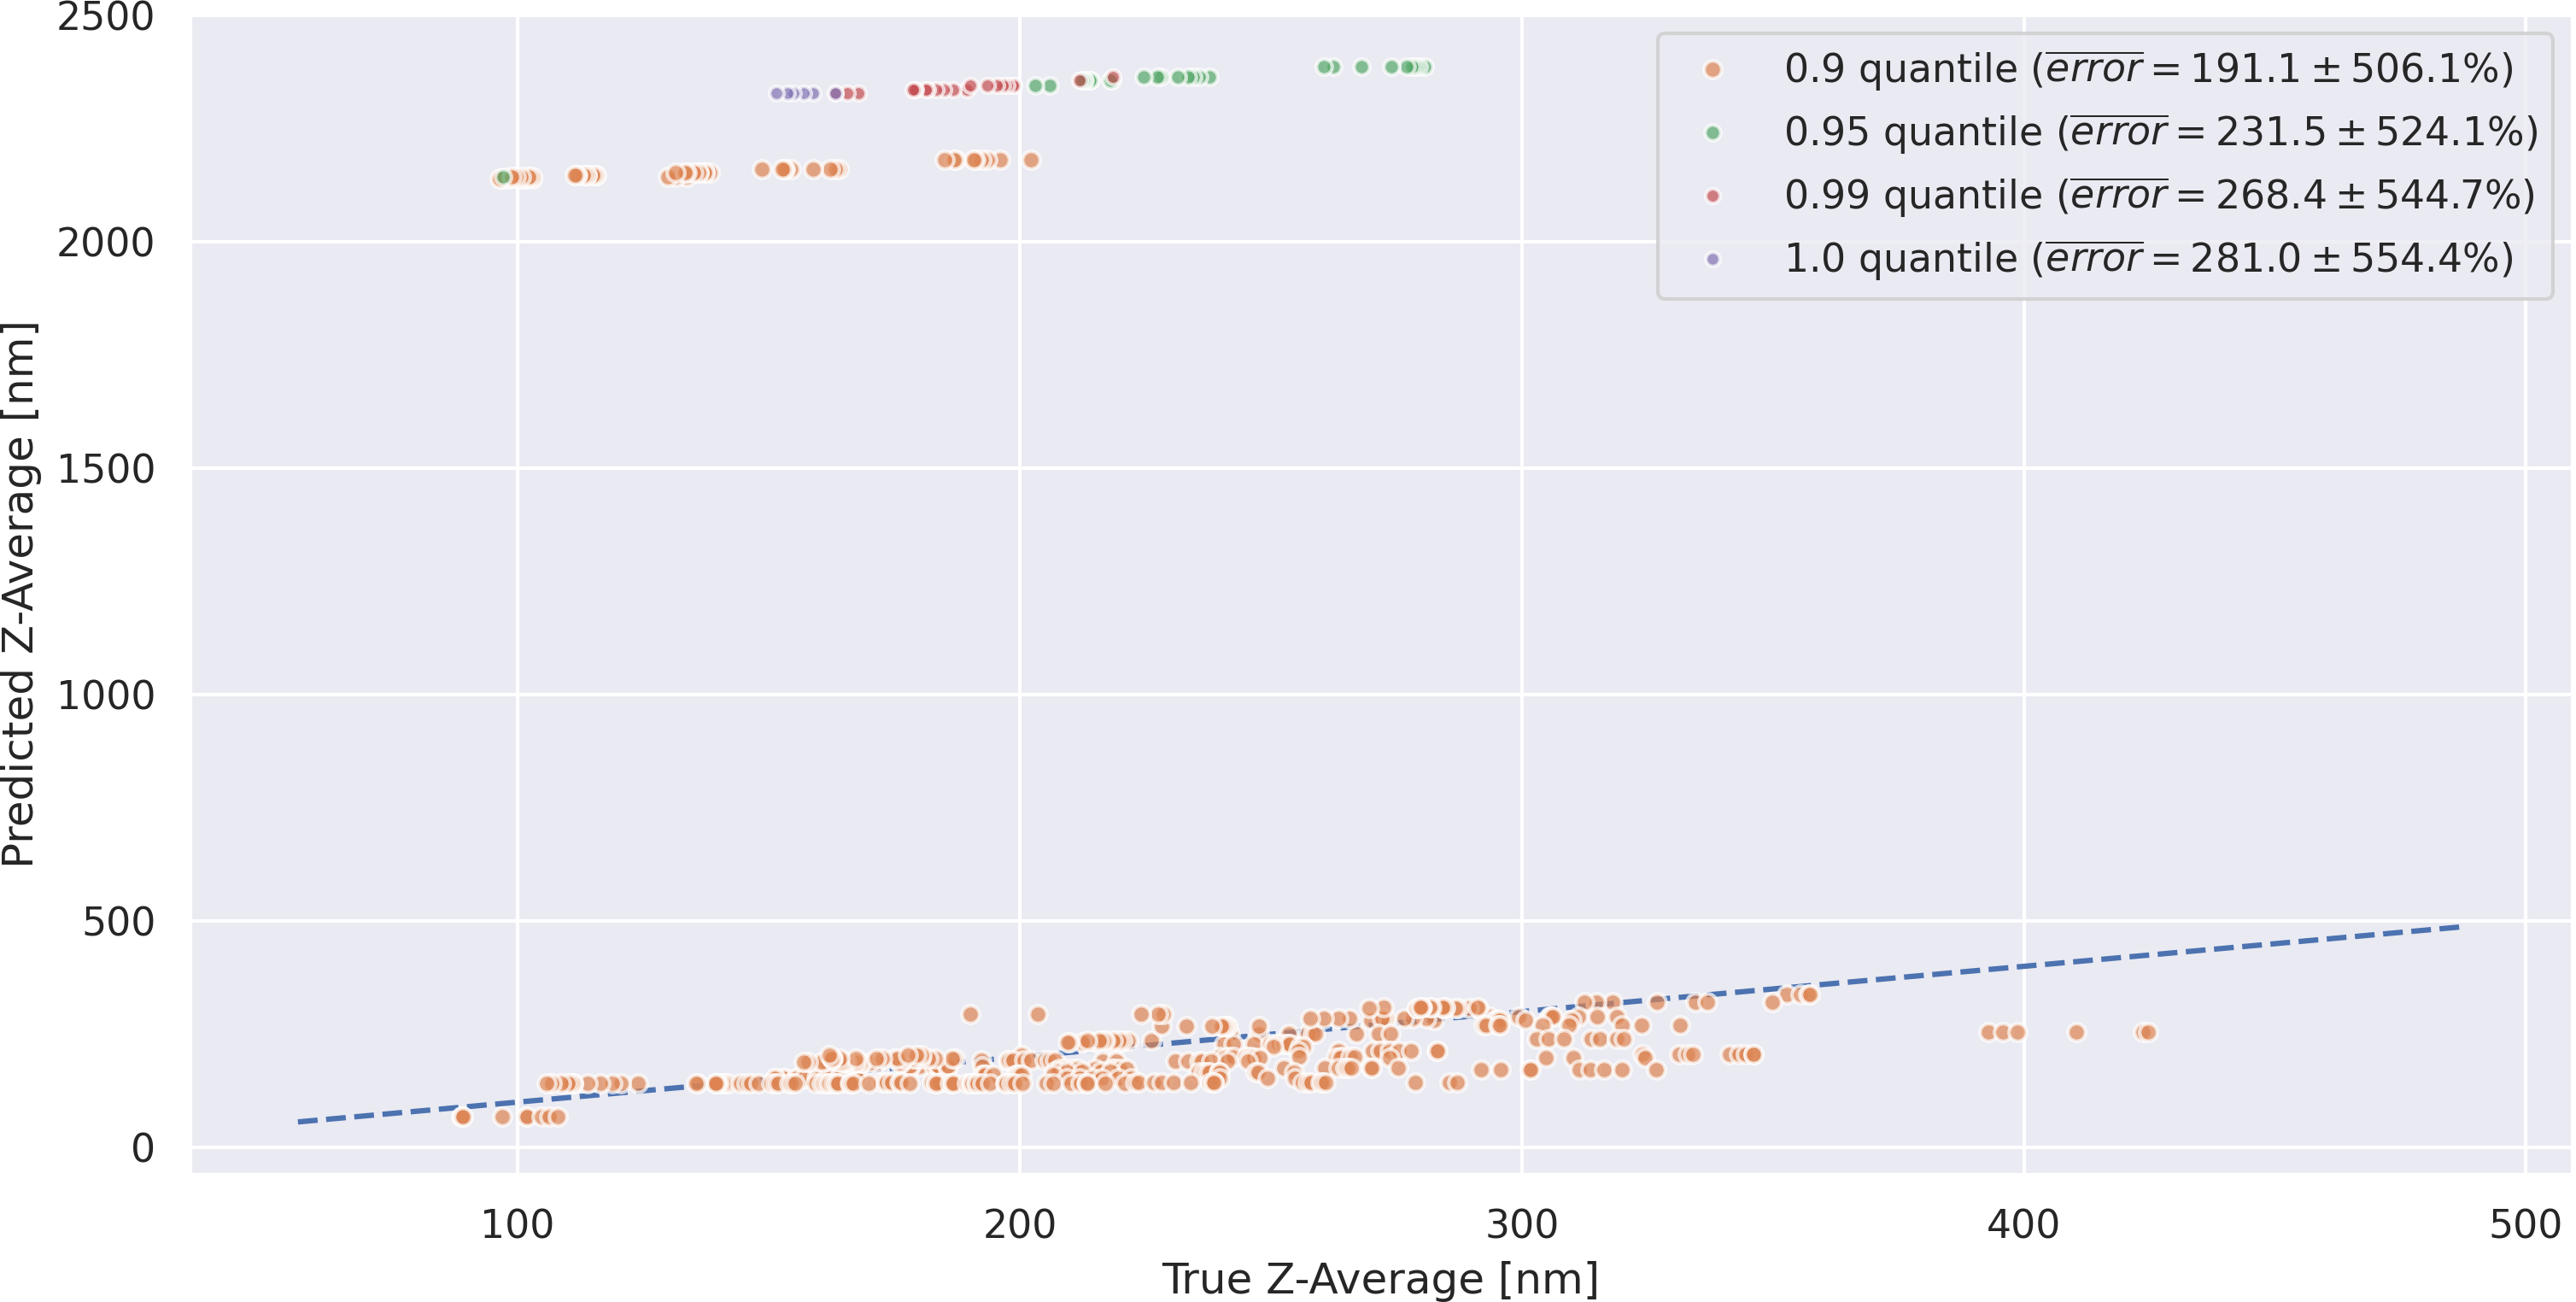 2500
2000
1500
1000
500
0
Predicted Z-Average [nm]
0.9 quantile (error = 191.1 ± 506.1%)
0.95 quantile (error = 231.5 ± 524.1%)
0.99 quantile (error = 268.4 ± 544.7%)
1.0 quantile (error = 281.0 ± 554.4%)
100 200 300 400 500
True Z-Average [nm]